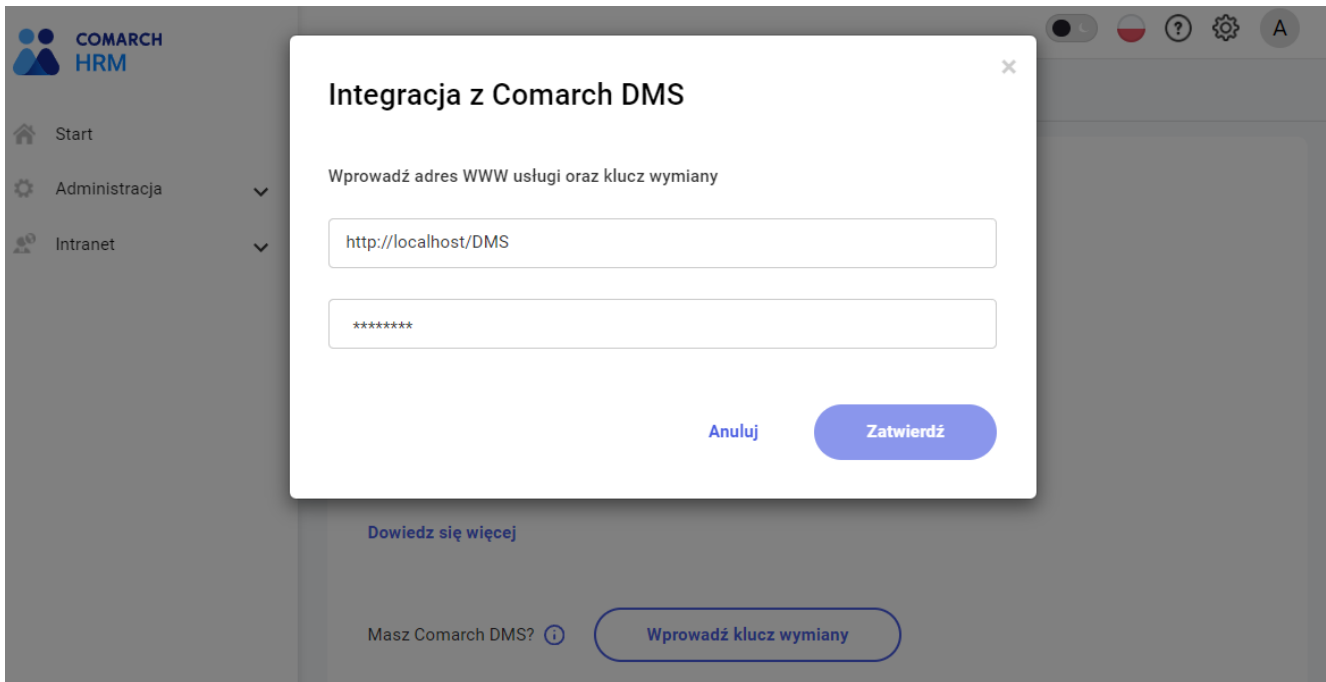 COMARCH
HRM
A
Start
Administracja
Intranet
Integracja z Comarch DMS
Wprowadź adres WWW usługi oraz klucz wymiany
http://localhost/DMS
********
Anuluj
Zatwierdź
Dowiedz się więcej
Masz Comarch DMS?
Wprowadź klucz wymiany